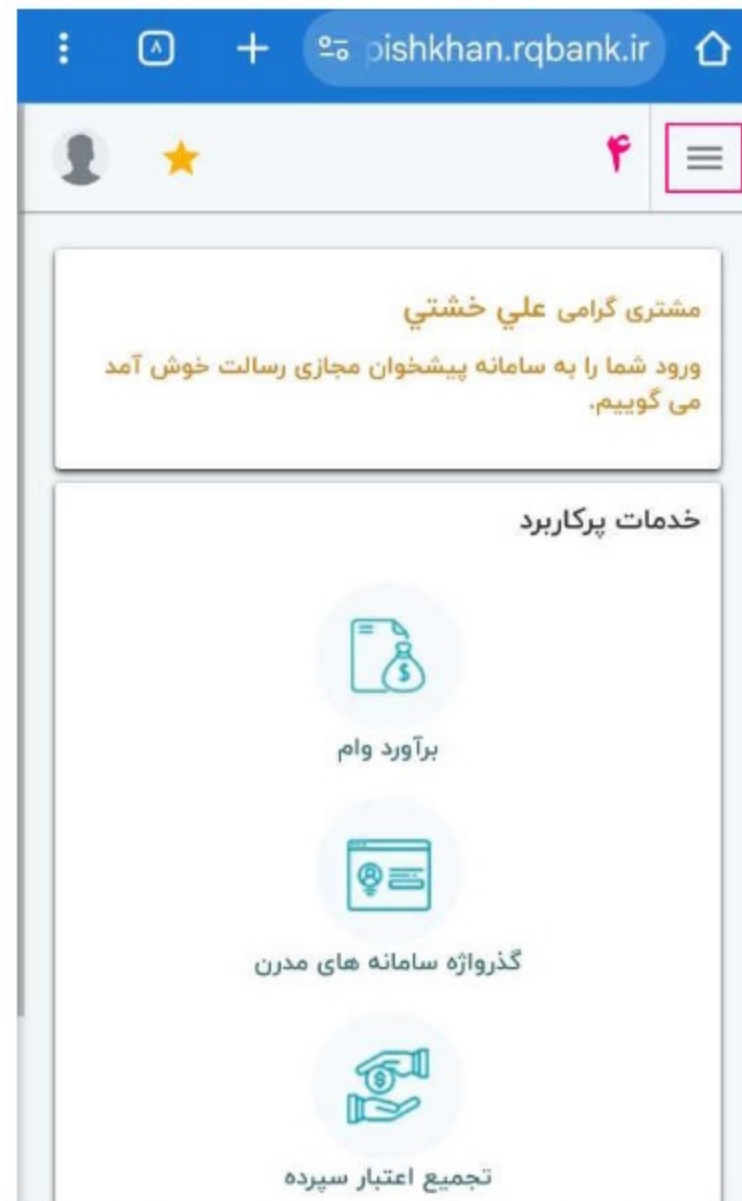 pishkhan.rqbank.ir
۸
۴
مشتری گرامی علي خشتي
ورود شما را به سامانه پیشخوان مجازی رسالت خوش آمد
می گوییم.
خدمات پرکاربرد
برآورد وام
گذرواژه سامانه های مدرن
تجمیع اعتبار سپرده